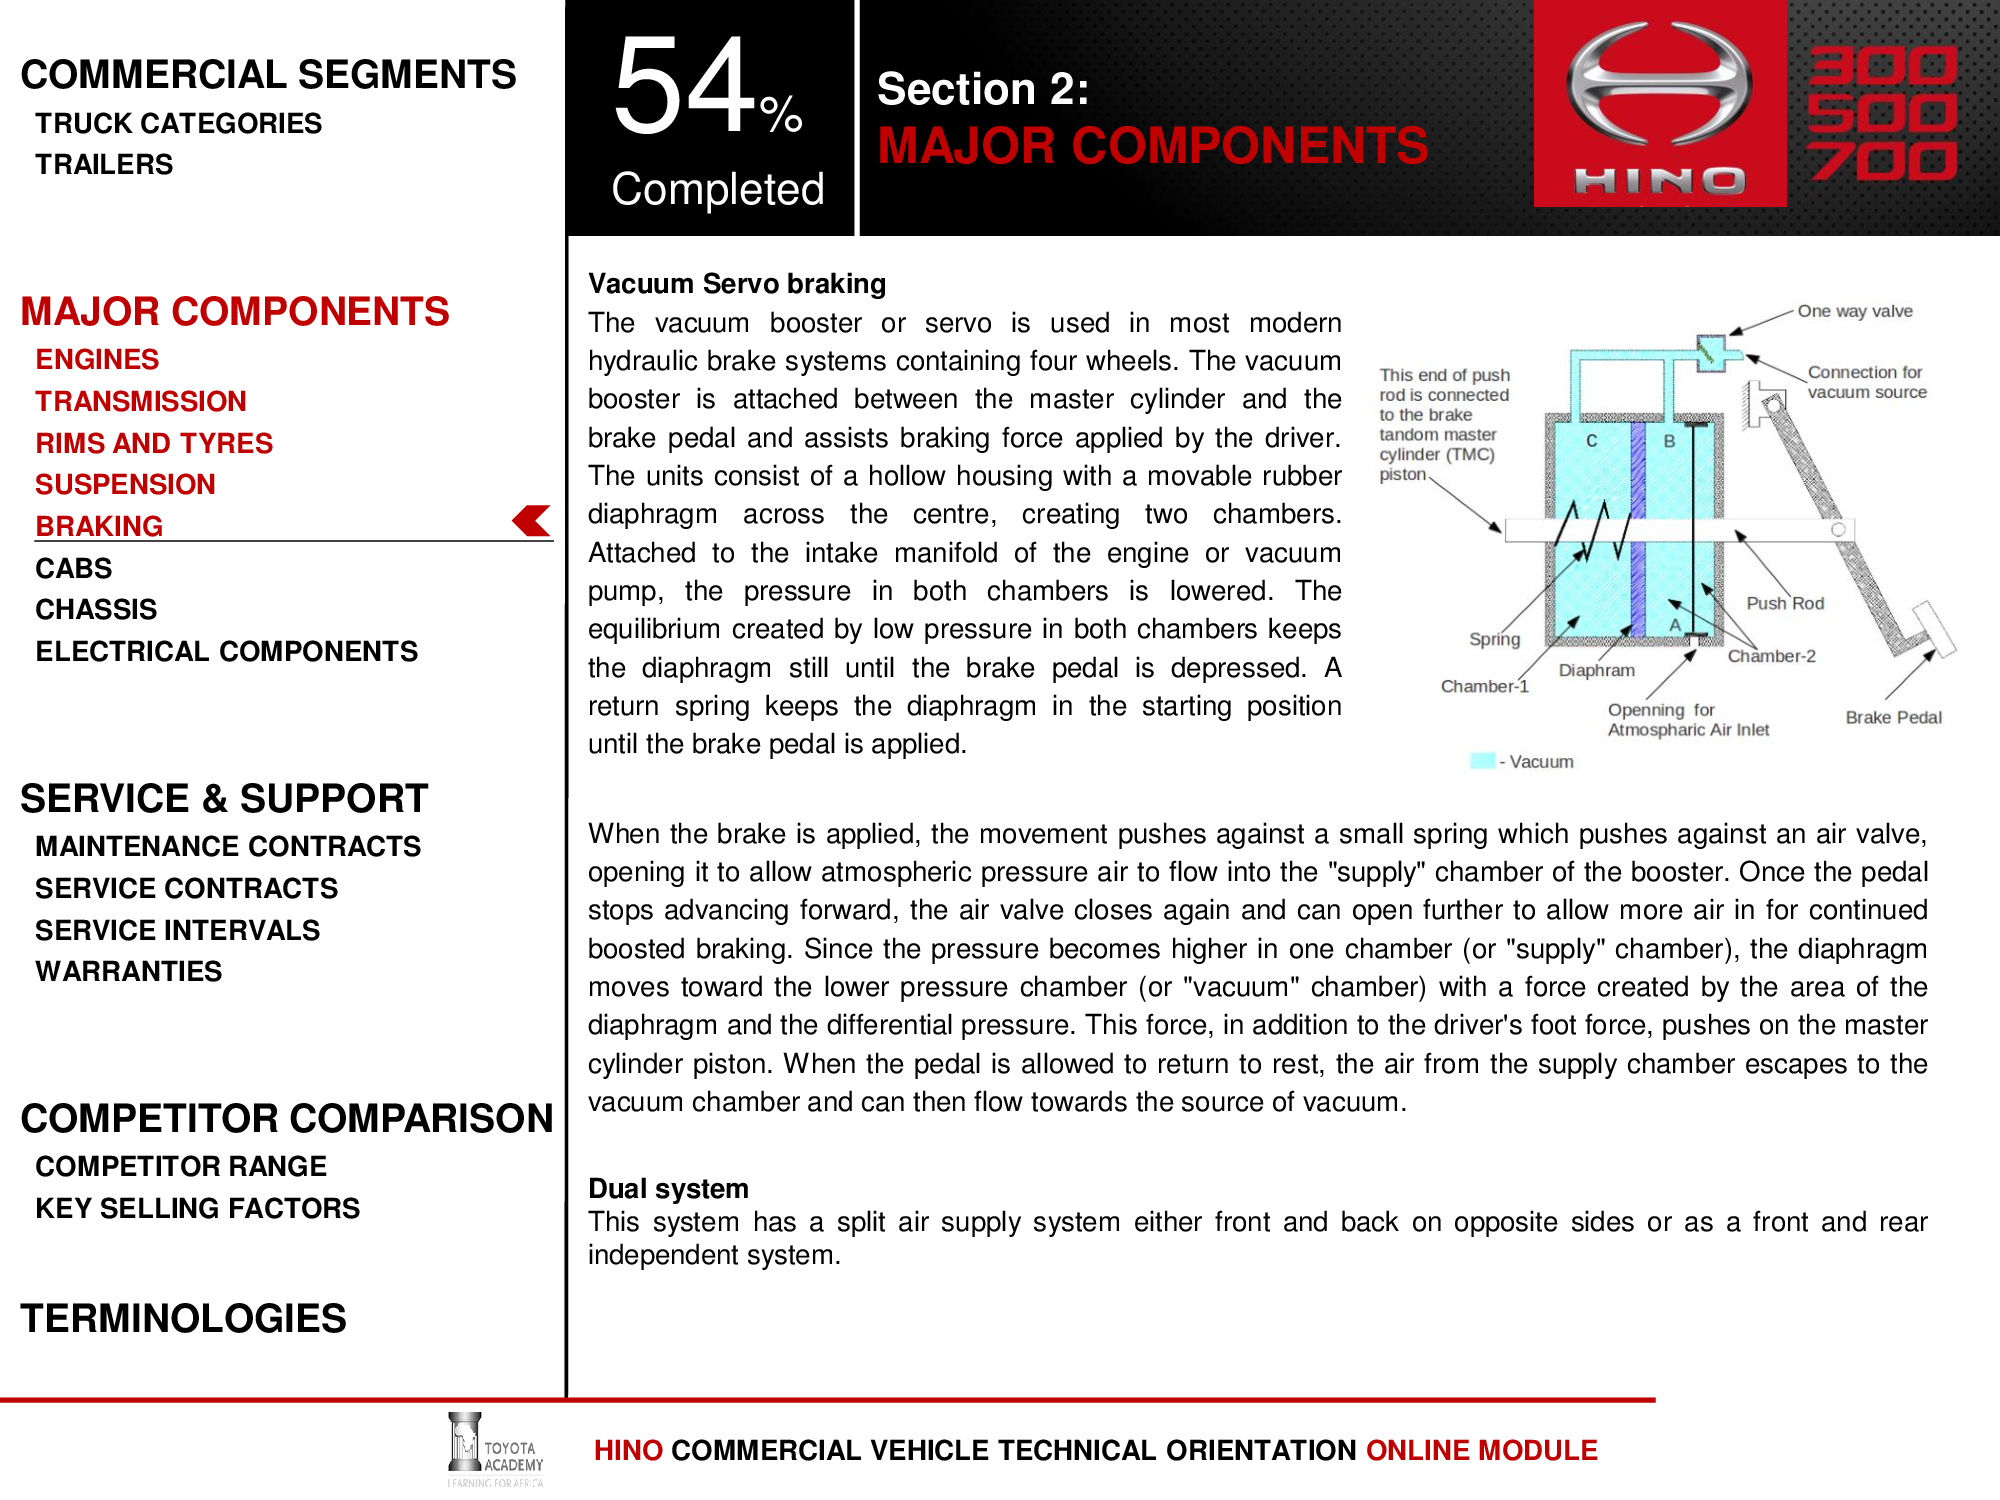 COMMERCIAL SEGMENTS
TRUCK CATEGORIES
TRAILERS
MAJOR COMPONENTS
ENGINES
TRANSMISSION
RIMS AND TYRES
SUSPENSION
BRAKING
CABS
CHASSIS
ELECTRICAL COMPONENTS
SERVICE & SUPPORT
MAINTENANCE CONTRACTS
SERVICE CONTRACTS
SERVICE INTERVALS
WARRANTIES
COMPETITOR COMPARISON
COMPETITOR RANGE
KEY SELLING FACTORS
TERMINOLOGIES
54%
Completed
Section 2:
MAJOR COMPONENTS
HINO
300
500
700
Vacuum Servo braking
The vacuum booster or servo is used in most modern
hydraulic brake systems containing four wheels. The vacuum
booster is attached between the master cylinder and the
brake pedal and assists braking force applied by the driver.
The units consist of a hollow housing with a movable rubber
diaphragm across the centre, creating two chambers.
Attached to the intake manifold of the engine or vacuum
pump, the pressure in both chambers is lowered. The
equilibrium created by low pressure in both chambers keeps
the diaphragm still until the brake pedal is depressed. A
return spring keeps the diaphragm in the starting position
until the brake pedal is applied.
One way valve
Connection for
vacuum source
This end of push
rod is connected
to the brake
tandom master
cylinder (TMC)
piston
C
B
A
Push Rod
Spring
Chamber-2
Diaphram
Chamber-1
Openning for
Atmospharic Air Inlet
Brake Pedal
- Vacuum
When the brake is applied, the movement pushes against a small spring which pushes against an air valve,
opening it to allow atmospheric pressure air to flow into the "supply" chamber of the booster. Once the pedal
stops advancing forward, the air valve closes again and can open further to allow more air in for continued
boosted braking. Since the pressure becomes higher in one chamber (or "supply" chamber), the diaphragm
moves toward the lower pressure chamber (or "vacuum" chamber) with a force created by the area of the
diaphragm and the differential pressure. This force, in addition to the driver's foot force, pushes on the master
cylinder piston. When the pedal is allowed to return to rest, the air from the supply chamber escapes to the
vacuum chamber and can then flow towards the source of vacuum.
Dual system
This system has a split air supply system either front and back on opposite sides or as a front and rear
independent system.
TOYOTA
ACADEMY
LEARNING FOR AFRICA
HINO COMMERCIAL VEHICLE TECHNICAL ORIENTATION ONLINE MODULE